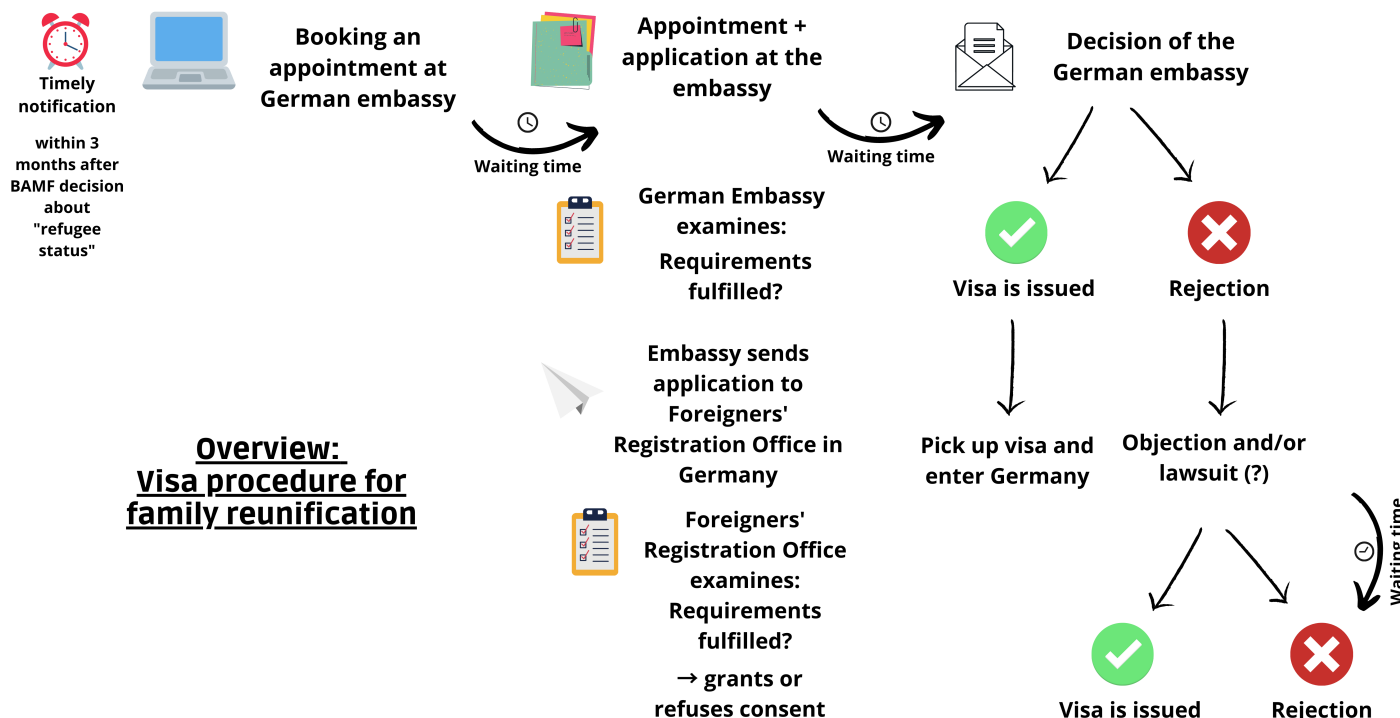 Timely
notification
within 3
months after
BAMF decision
about
"refugee
status"
Booking an
appointment at
German embassy
Waiting time
Appointment +
application at the
embassy
Waiting time
German Embassy
examines:
Requirements
fulfilled?
Embassy sends
application to
Foreigners'
Registration Office in
Germany
Foreigners'
Registration Office
examines:
Requirements
fulfilled?
→ grants or
refuses consent
Decision of the
German embassy
Visa is issued
Rejection
Pick up visa and
enter Germany
Objection and/or
lawsuit (?)
Waiting time
Visa is issued
Rejection
Overview:
Visa procedure for
family reunification